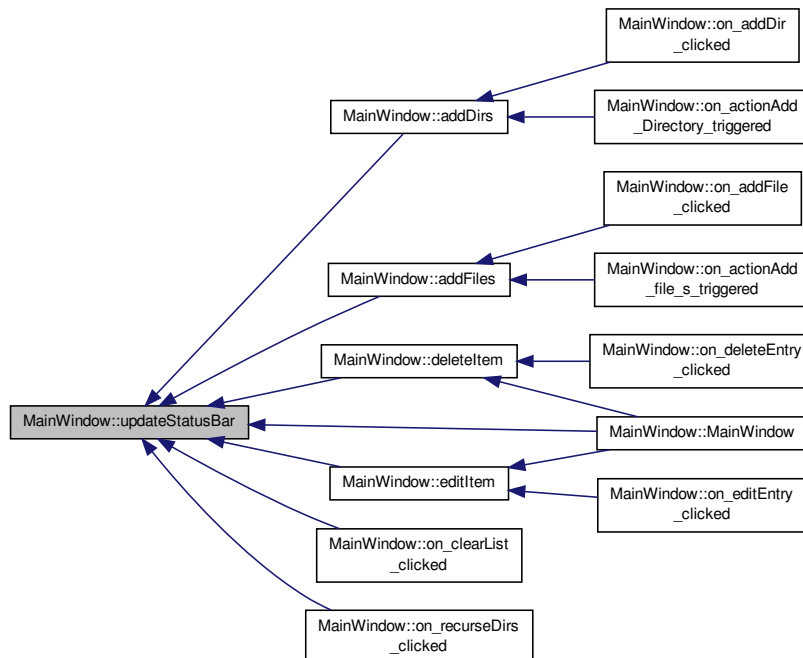 MainWindow::on_addDir
_clicked
MainWindow::addDirs
MainWindow::on_actionAdd
_Directory_triggered
MainWindow::on_addFile
_clicked
MainWindow::addFiles
MainWindow::on_actionAdd
_file_s_triggered
MainWindow::deleteItem
MainWindow::on_deleteEntry
_clicked
MainWindow::updateStatusBar
MainWindow::MainWindow
MainWindow::editItem
MainWindow::on_editEntry
_clicked
MainWindow::on_clearList
_clicked
MainWindow::on_recurseDirs
_clicked